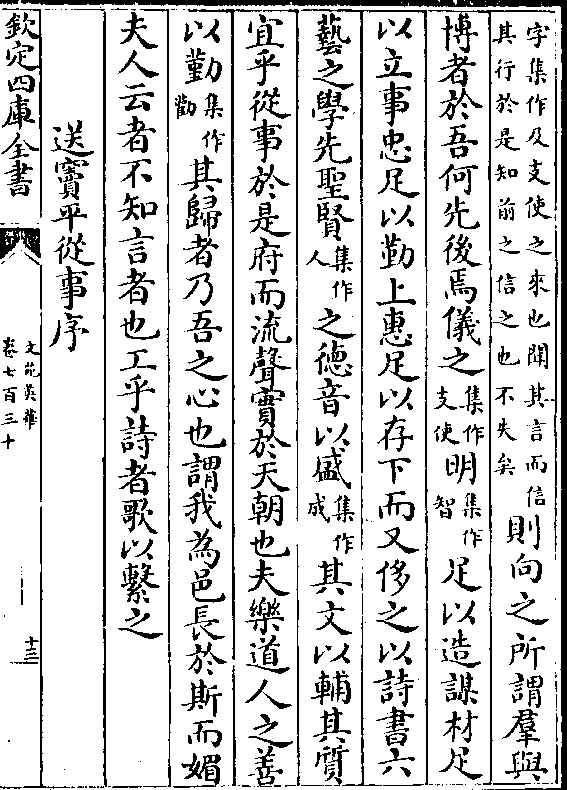 字集作及支使之來也聞其言而信
其行於是知前之信之也不失矣
則向之所謂羣與
博者於吾何先後焉儀之集作支使明集作智足以造謀材足
以立事忠足以勤上惠足以存下而又侈之以詩書六
藝之學先聖賢集作人之德音以盛集作成其文以輔其質
宜乎從事於是府而流聲實於天朝也夫樂道人之善
以勤集作勸其歸者乃吾之心也謂我為邑長於斯而媚
夫人云者不知言者也工乎詩者歌以繫之
送竇平從事序
欽定四庫全書
文苑英華
卷七百三十
十三